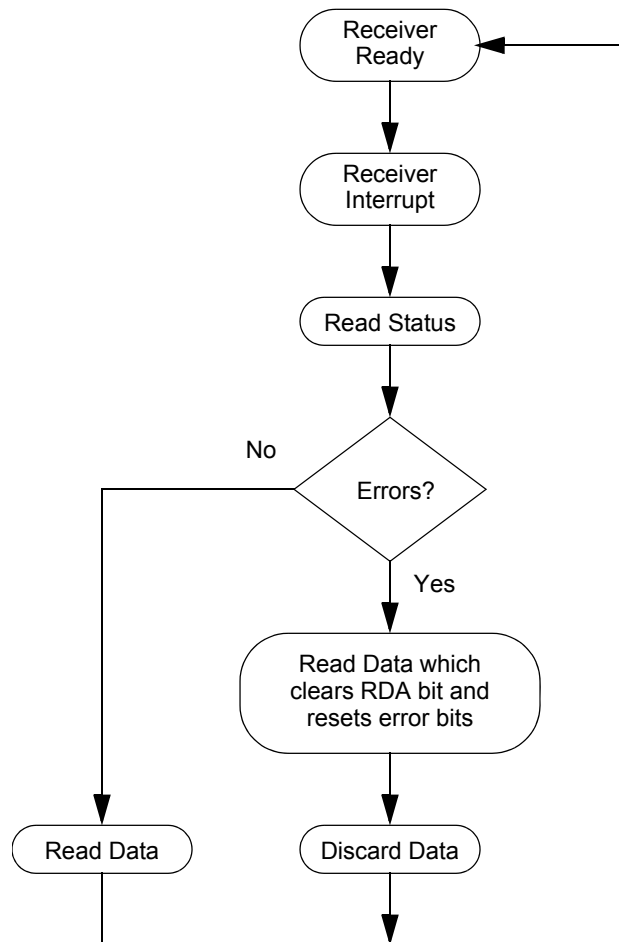 Receiver
Ready
Receiver
Interrupt
Read Status
No
Errors?
Yes
Read Data which
clears RDA bit and
resets error bits
Read Data
Discard Data